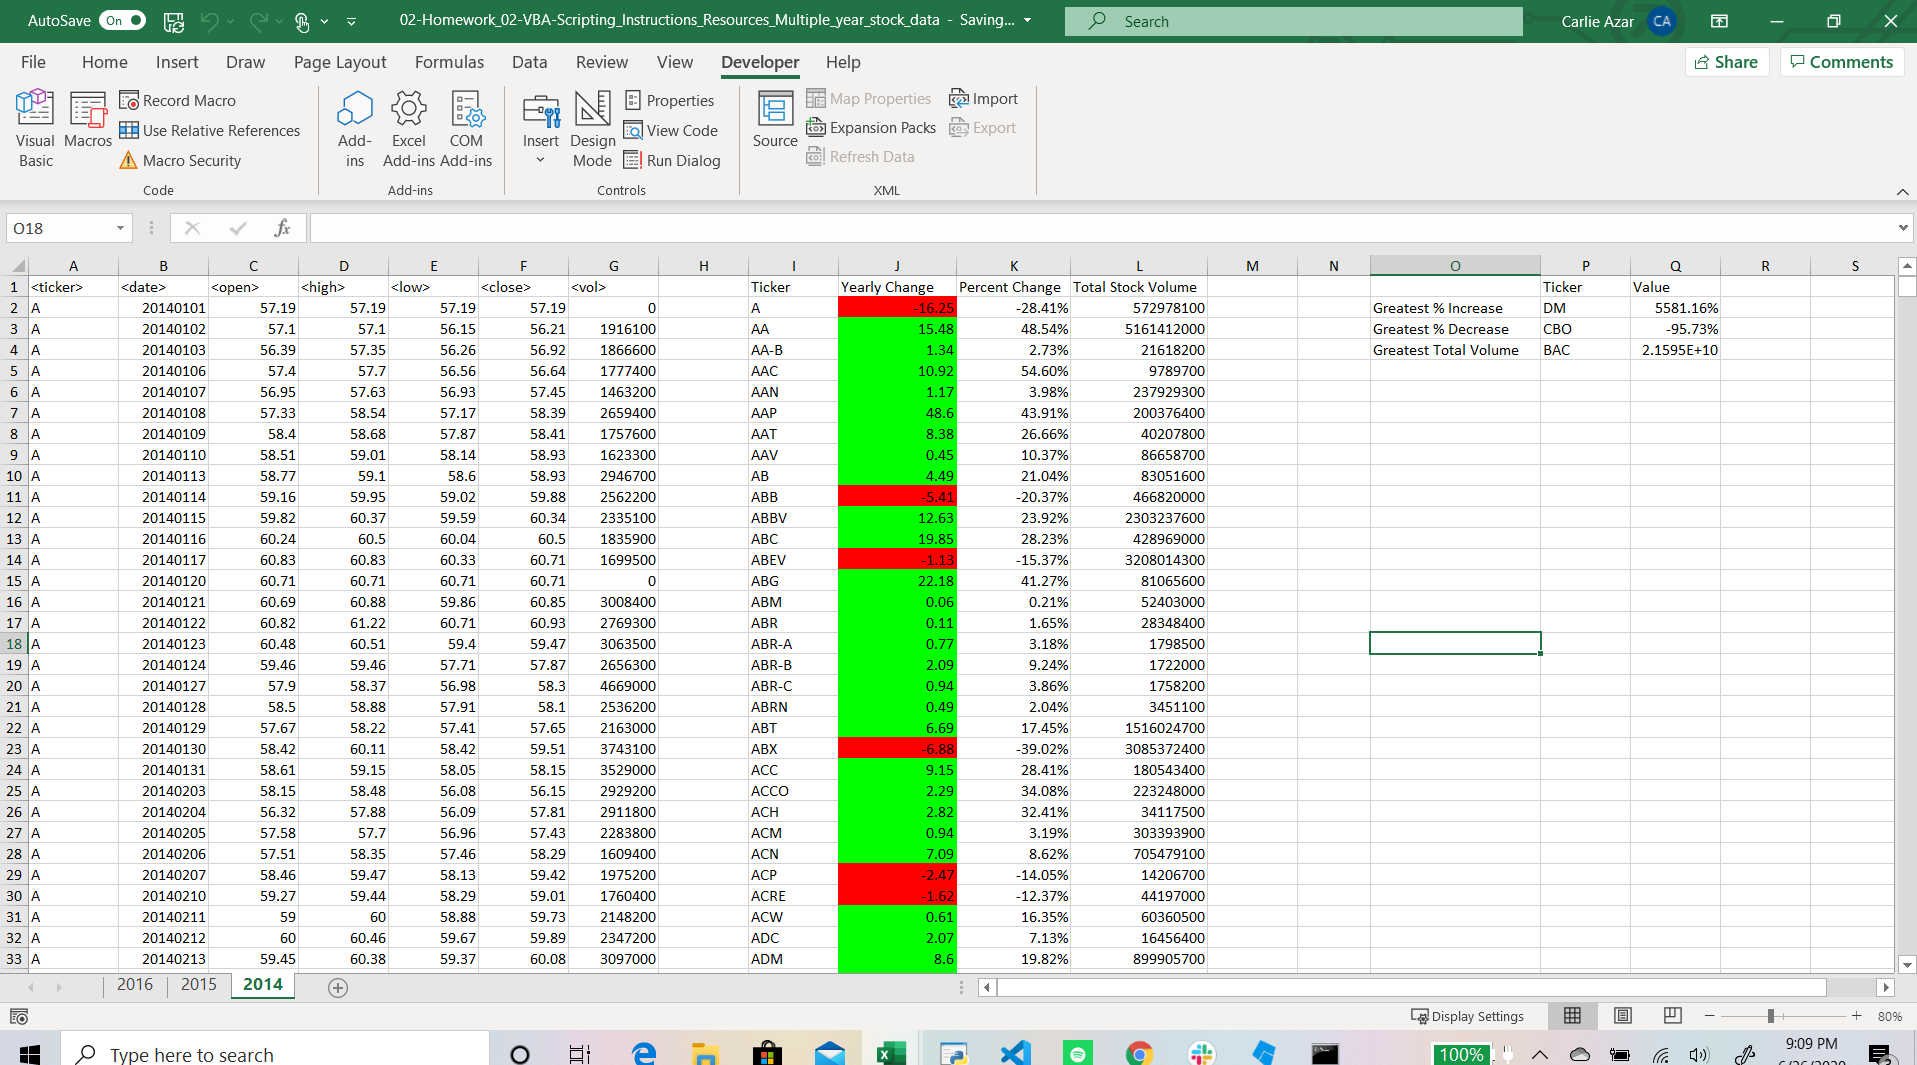 AutoSave On 02-Homework_02-VBA-Scripting_Instructions_Resources_Multiple_year_stock_data - Saving... Search Carlie Azar CA
File Home Insert Draw Page Layout Formulas Data Review View Developer Help Share Comments
Visual Basic
Macros
Record Macro
Use Relative References
Macro Security
Code
Add-ins
Excel Add-ins
COM Add-ins
Add-ins
Insert
Design Mode
Properties
View Code
Run Dialog
Controls
Source
Map Properties
Expansion Packs
Refresh Data
Import
Export
XML
O18 fx
A B C D E F G H I J K L M N O P Q R S
1 <ticker> <date> <open> <high> <low> <close> <vol> Ticker Yearly Change Percent Change Total Stock Volume Ticker Value
2 A 20140101 57.19 57.19 57.19 57.19 0 A -16.25 -28.41% 572978100 Greatest % Increase DM 5581.16%
3 A 20140102 57.1 57.1 56.15 56.21 1916100 AA 15.48 48.54% 5161412000 Greatest % Decrease CBO -95.73%
4 A 20140103 56.39 57.35 56.26 56.92 1866600 AA-B 1.34 2.73% 21618200 Greatest Total Volume BAC 2.1595E+10
5 A 20140106 57.4 57.7 56.56 56.64 1777400 AAC 10.92 54.60% 9789700
6 A 20140107 56.95 57.63 56.93 57.45 1463200 AAN 1.17 3.98% 237929300
7 A 20140108 57.33 58.54 57.17 58.39 2659400 AAP 48.6 43.91% 200376400
8 A 20140109 58.4 58.68 57.87 58.41 1757600 AAT 8.38 26.66% 40207800
9 A 20140110 58.51 59.01 58.14 58.93 1623300 AAV 0.45 10.37% 86658700
10 A 20140113 58.77 59.1 58.6 58.93 2946700 AB 4.49 21.04% 83051600
11 A 20140114 59.16 59.95 59.02 59.88 2562200 ABB -5.41 -20.37% 466820000
12 A 20140115 59.82 60.37 59.59 60.34 2335100 ABBV 12.63 23.92% 2303237600
13 A 20140116 60.24 60.5 60.04 60.5 1835900 ABC 19.85 28.23% 428969000
14 A 20140117 60.83 60.83 60.33 60.71 1699500 ABEV -1.13 -15.37% 3208014300
15 A 20140120 60.71 60.71 60.71 60.71 0 ABG 22.18 41.27% 81065600
16 A 20140121 60.69 60.88 59.86 60.85 3008400 ABM 0.06 0.21% 52403000
17 A 20140122 60.82 61.22 60.71 60.93 2769300 ABR 0.11 1.65% 28348400
18 A 20140123 60.48 60.51 59.4 59.47 3063500 ABR-A 0.77 3.18% 1798500
19 A 20140124 59.46 59.46 57.71 57.87 2656300 ABR-B 2.09 9.24% 1722000
20 A 20140127 57.9 58.37 56.98 58.3 4669000 ABR-C 0.94 3.86% 1758200
21 A 20140128 58.5 58.88 57.91 58.1 2536200 ABRN 0.49 2.04% 3451100
22 A 20140129 57.67 58.22 57.41 57.65 2163000 ABT 6.69 17.45% 1516024700
23 A 20140130 58.42 60.11 58.42 59.51 3743100 ABX -6.88 -39.02% 3085372400
24 A 20140131 58.61 59.15 58.05 58.15 3529000 ACC 9.15 28.41% 180543400
25 A 20140203 58.15 58.48 56.08 56.15 2929200 ACCO 2.29 34.08% 223248000
26 A 20140204 56.32 57.88 56.09 57.81 2911800 ACH 2.82 32.41% 34117500
27 A 20140205 57.58 57.7 56.96 57.43 2283800 ACM 0.94 3.19% 303393900
28 A 20140206 57.51 58.35 57.46 58.29 1609400 ACN 7.09 8.62% 705479100
29 A 20140207 58.46 59.47 58.13 59.42 1975200 ACP -2.47 -14.05% 14206700
30 A 20140210 59.27 59.44 58.29 59.01 1760400 ACRE -1.62 -12.37% 44197000
31 A 20140211 59 60 58.88 59.73 2148200 ACW 0.61 16.35% 60360500
32 A 20140212 60 60.46 59.67 59.89 2347200 ADC 2.07 7.13% 16456400
33 A 20140213 59.45 60.38 59.37 60.08 3097000 ADM 8.6 19.82% 899905700
2016 2015 2014
Display Settings 80%
Type here to search 100% 9:09 PM